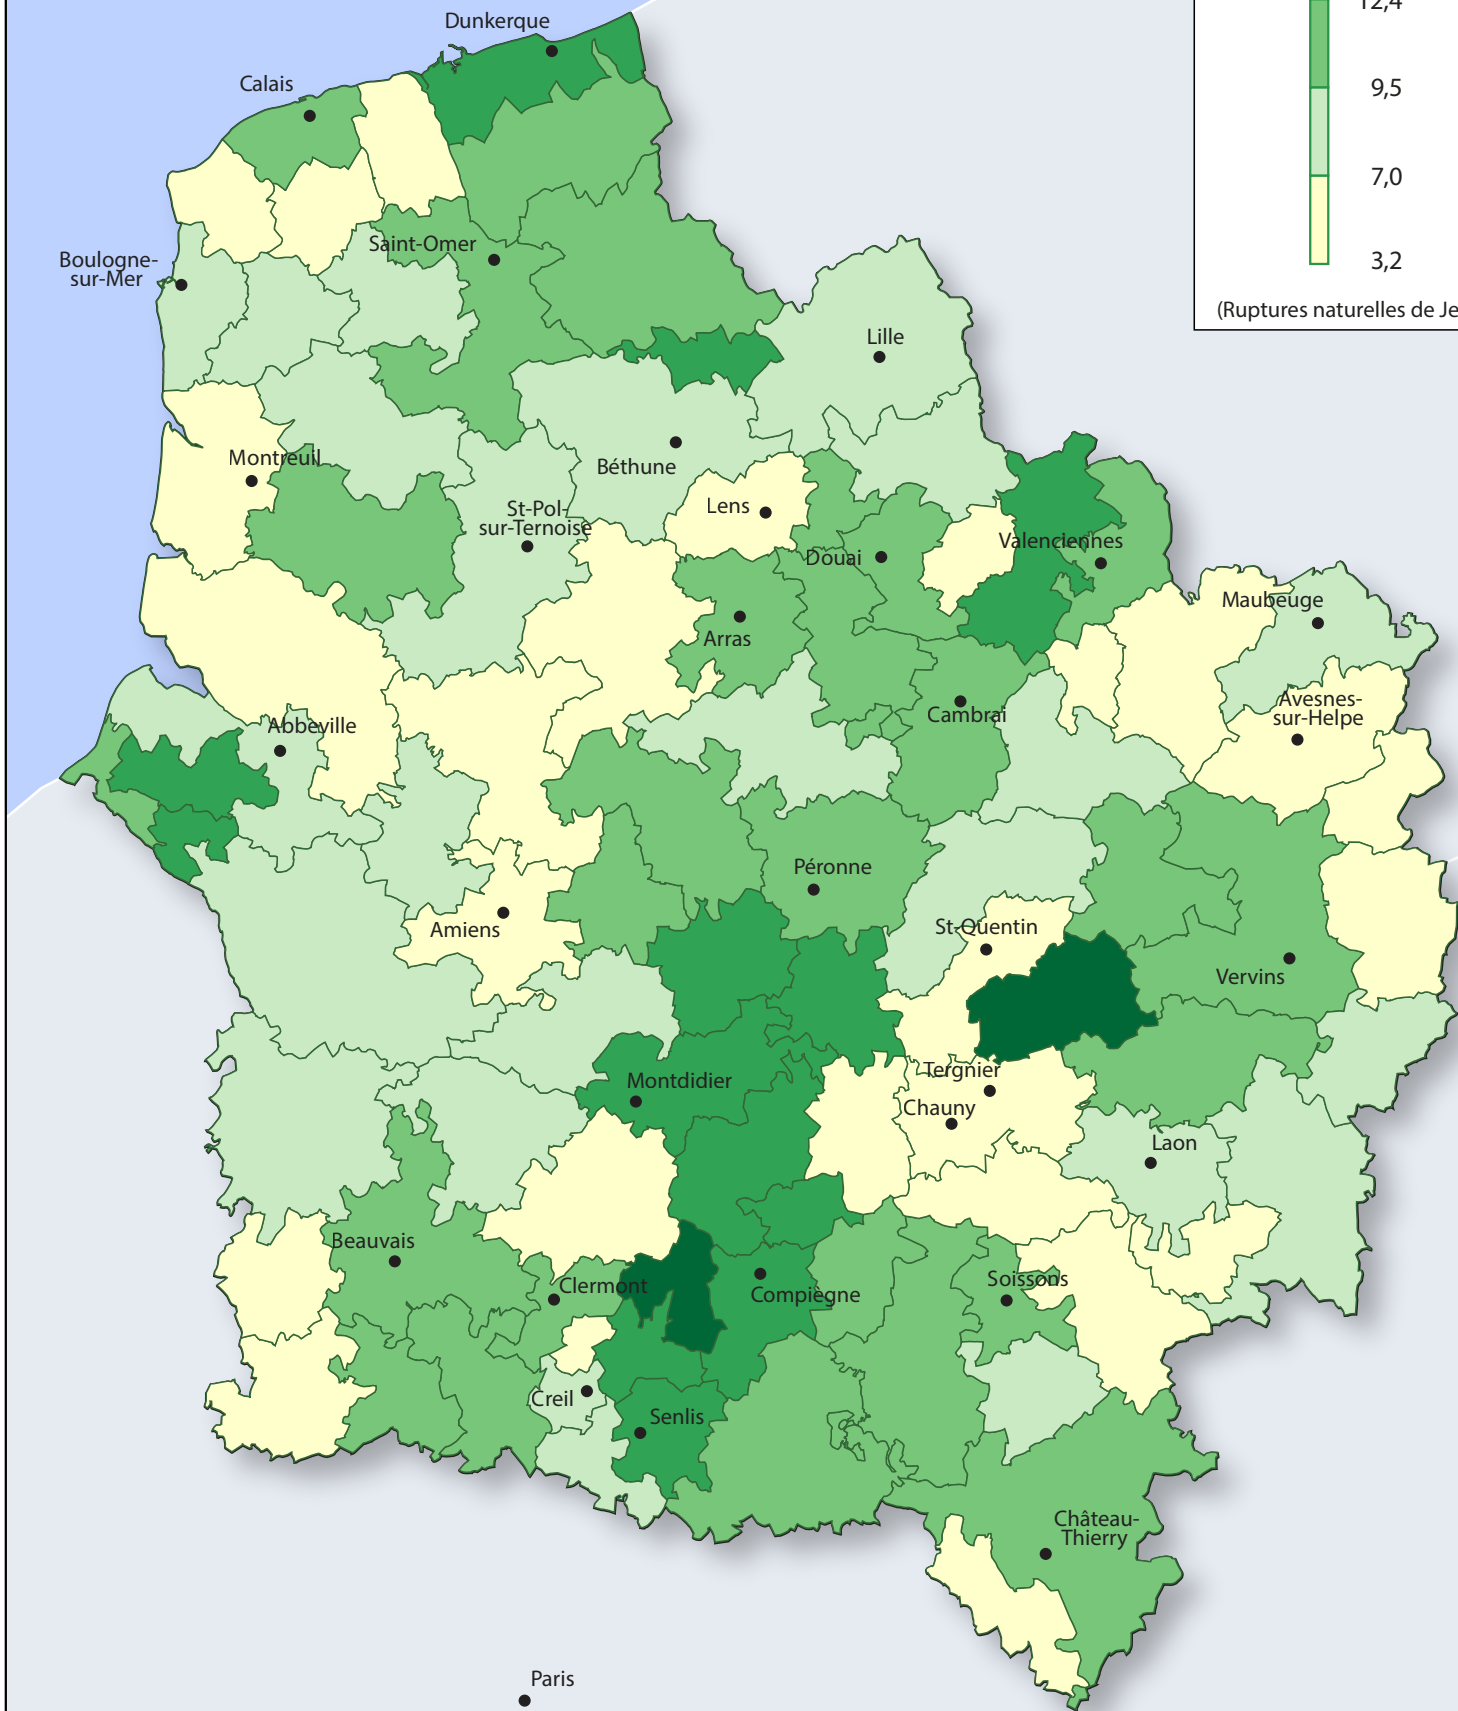 12,4
9,5
7,0
3,2
(Ruptures naturelles de Je
Dunkerque
Calais
Saint-Omer
Boulogne-
sur-Mer
Lille
Montreuil
Béthune
St-Pol-
sur-Ternoise
Lens
Douai
Valenciennes
Maubeuge
Arras
Avesnes-
sur-Helpe
Cambrai
Abbeville
Péronne
Amiens
St-Quentin
Vervins
Tergnier
Montdidier
Chauny
Laon
Beauvais
Clermont
Compiègne
Soissons
Creil
Senlis
Château-
Thierry
Paris